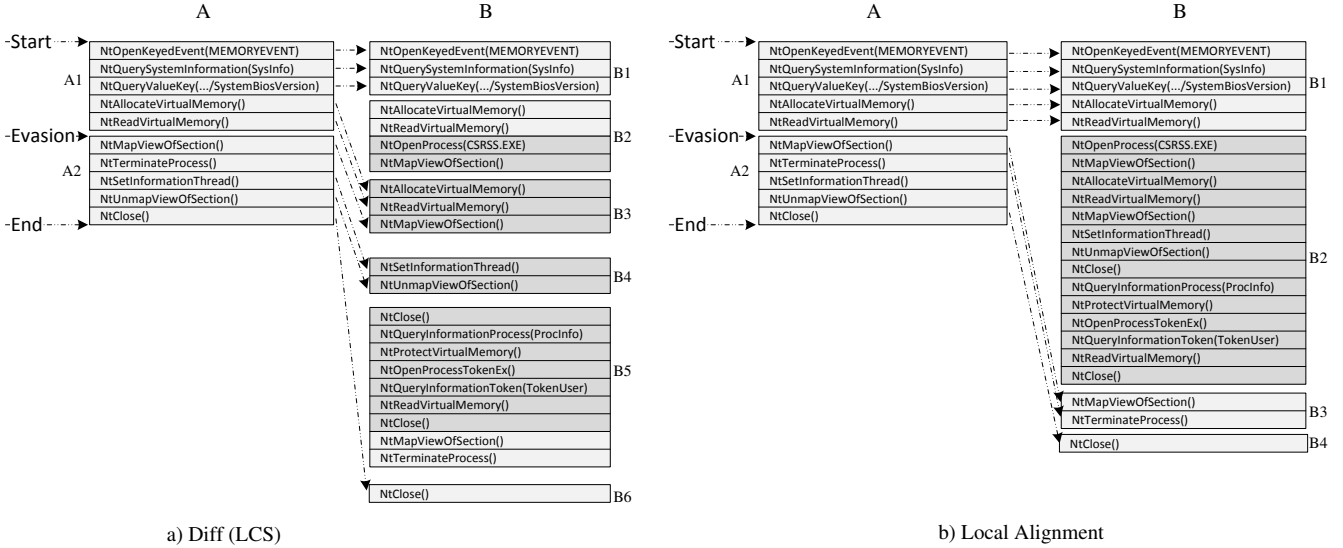 A
B
Start
NtOpenKeyedEvent(MEMORYEVENT)
NtQuerySystemInformation(SysInfo)
NtQueryValueKey(.../SystemBiosVersion)
NtAllocateVirtualMemory()
NtReadVirtualMemory()
A1
Evasion
NtMapViewOfSection()
NtTerminateProcess()
NtSetInformationThread()
NtUnmapViewOfSection()
NtClose()
A2
End
NtOpenKeyedEvent(MEMORYEVENT)
NtQuerySystemInformation(SysInfo)
NtQueryValueKey(.../SystemBiosVersion)
B1
NtAllocateVirtualMemory()
NtReadVirtualMemory()
NtOpenProcess(CSRSS.EXE)
NtMapViewOfSection()
B2
NtAllocateVirtualMemory()
NtReadVirtualMemory()
NtMapViewOfSection()
B3
NtSetInformationThread()
NtUnmapViewOfSection()
B4
NtClose()
NtQueryInformationProcess(ProcInfo)
NtProtectVirtualMemory()
NtOpenProcessTokenEx()
NtQueryInformationToken(TokenUser)
NtReadVirtualMemory()
NtClose()
NtMapViewOfSection()
NtTerminateProcess()
B5
NtClose()
B6
a) Diff (LCS)
A
B
Start
NtOpenKeyedEvent(MEMORYEVENT)
NtQuerySystemInformation(SysInfo)
NtQueryValueKey(.../SystemBiosVersion)
NtAllocateVirtualMemory()
NtReadVirtualMemory()
A1
Evasion
NtMapViewOfSection()
NtTerminateProcess()
NtSetInformationThread()
NtUnmapViewOfSection()
NtClose()
A2
End
NtOpenKeyedEvent(MEMORYEVENT)
NtQuerySystemInformation(SysInfo)
NtQueryValueKey(.../SystemBiosVersion)
NtAllocateVirtualMemory()
NtReadVirtualMemory()
B1
NtOpenProcess(CSRSS.EXE)
NtMapViewOfSection()
NtAllocateVirtualMemory()
NtReadVirtualMemory()
NtMapViewOfSection()
NtSetInformationThread()
NtUnmapViewOfSection()
NtClose()
NtQueryInformationProcess(ProcInfo)
NtProtectVirtualMemory()
NtOpenProcessTokenEx()
NtQueryInformationToken(TokenUser)
NtReadVirtualMemory()
NtClose()
B2
NtMapViewOfSection()
NtTerminateProcess()
B3
NtClose()
B4
b) Local Alignment